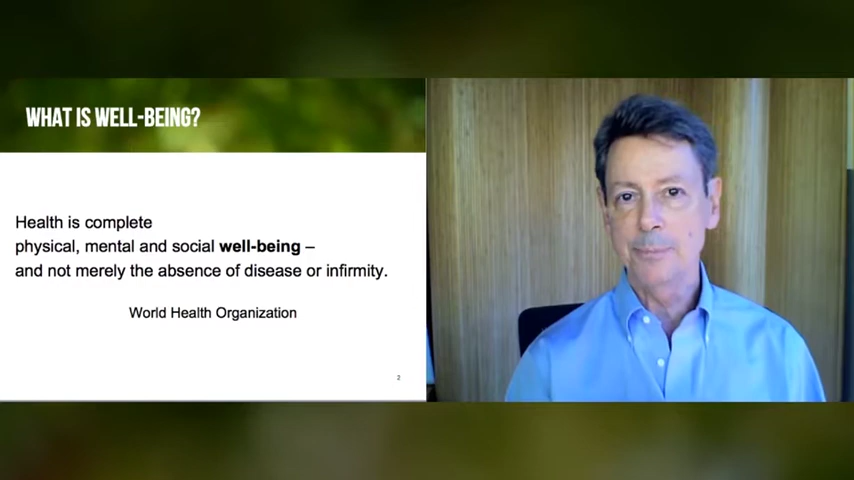 WHAT IS WELL-BEING?
Health is complete
physical, mental and social well-being –
and not merely the absence of disease or infirmity.
World Health Organization
2